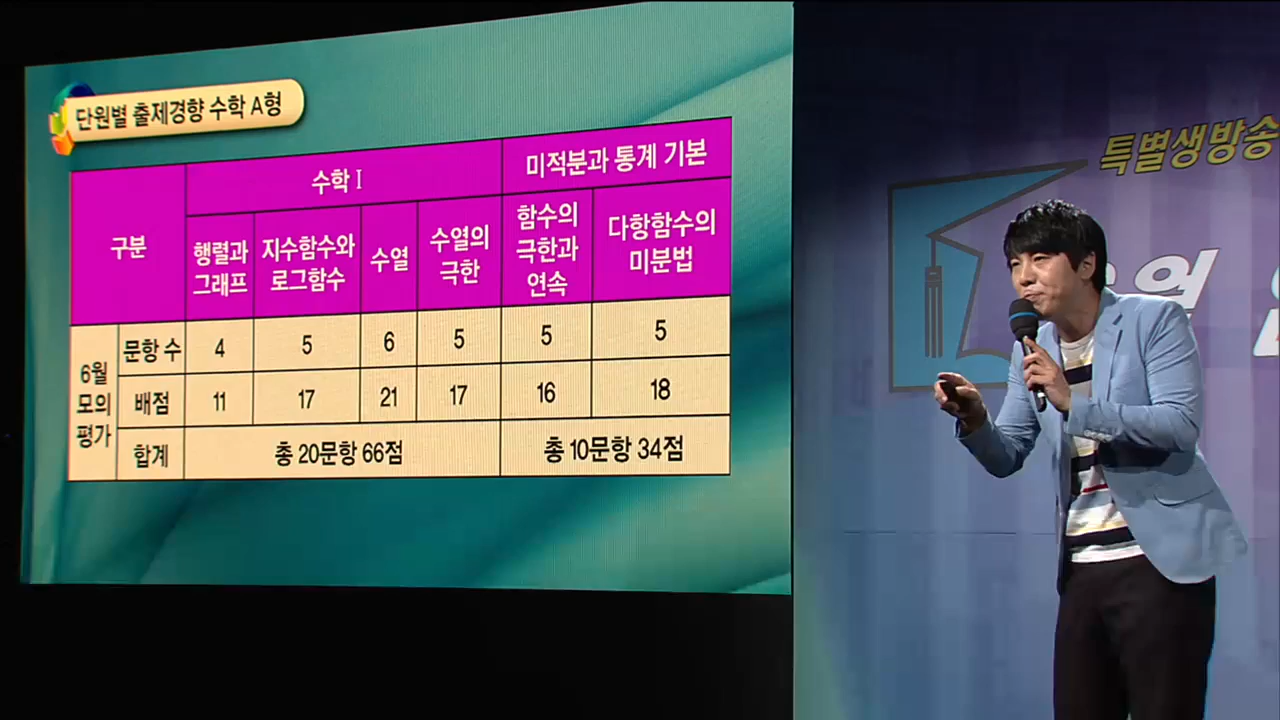 단원별 출제경향 수학 A형
구분
수학 I
미적분과 통계 기본
행렬과
그래프
지수함수와
로그함수
수열
수열의
극한
함수의
극한과
연속
다항함수의
미분법
6월
모의
평가
문항 수
4
5
6
5
5
5
배점
11
17
21
17
16
18
합계
총 20문항 66점
총 10문항 34점
특별생방송